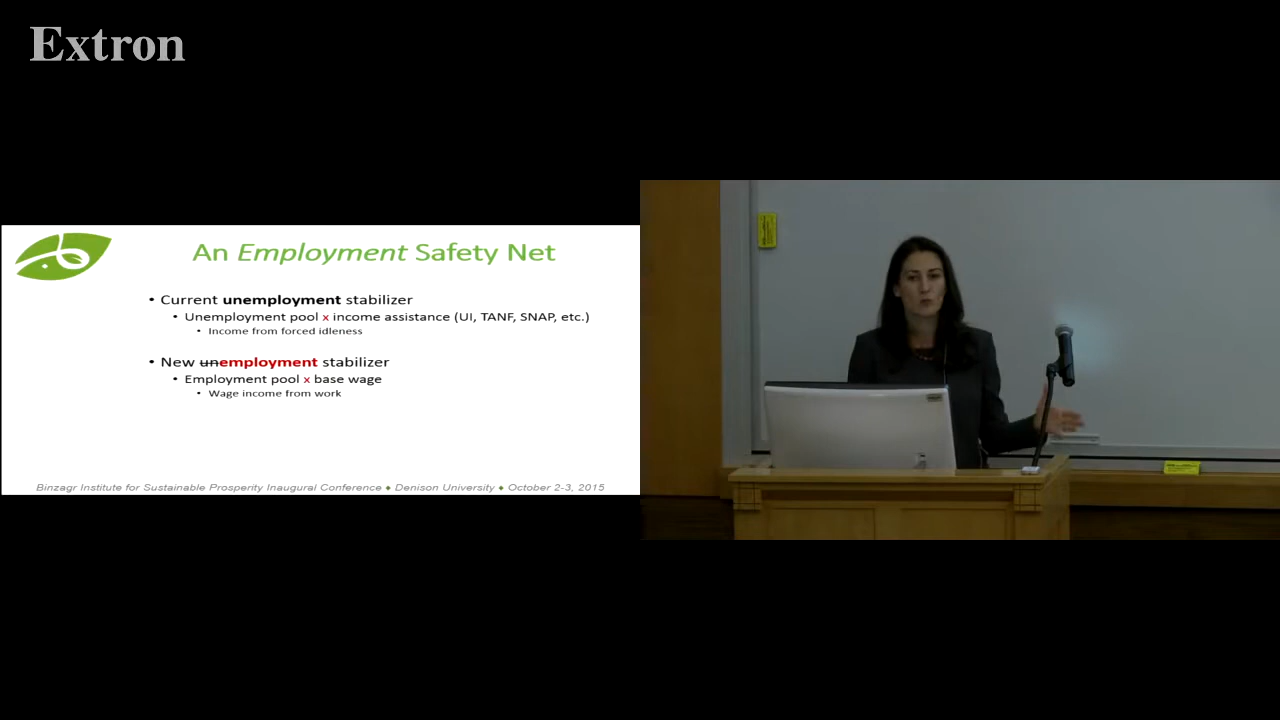 Extron
An Employment Safety Net
• Current unemployment stabilizer
• Unemployment pool x income assistance (UI, TANF, SNAP, etc.)
• Income from forced idleness
• New unemployment stabilizer
• Employment pool x base wage
• Wage income from work
Binzagr Institute for Sustainable Prosperity Inaugural Conference ♦ Denison University ♦ October 2-3, 2015